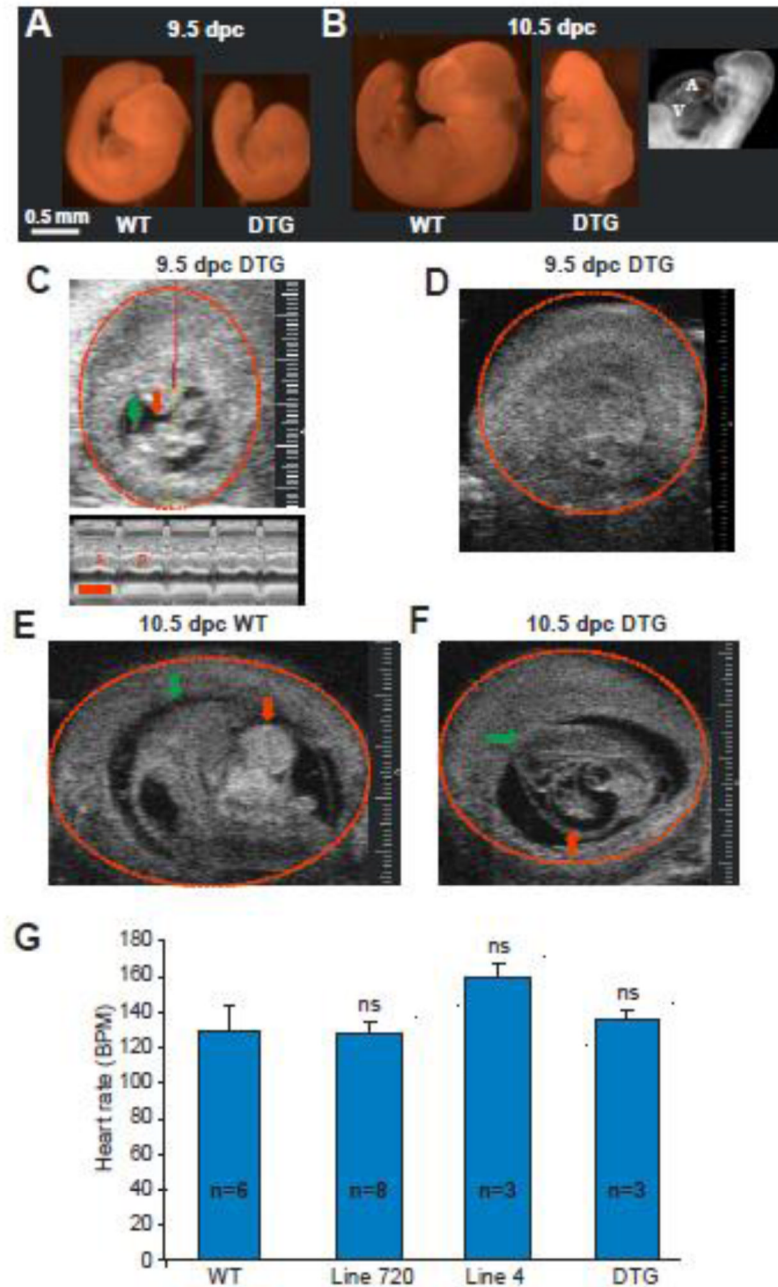 A 9.5 dpc B 10.5 dpc
A
V
0.5 mm WT DTG WT DTG
9.5 dpc DTG 9.5 dpc DTG
C D
10.5 dpc WT 10.5 dpc DTG
E F
G
180
160
140
120
100
80
60
40
20
0
Heart rate (BPM)
ns ns ns
n=6 n=8 n=3 n=3
WT Line 720 Line 4 DTG